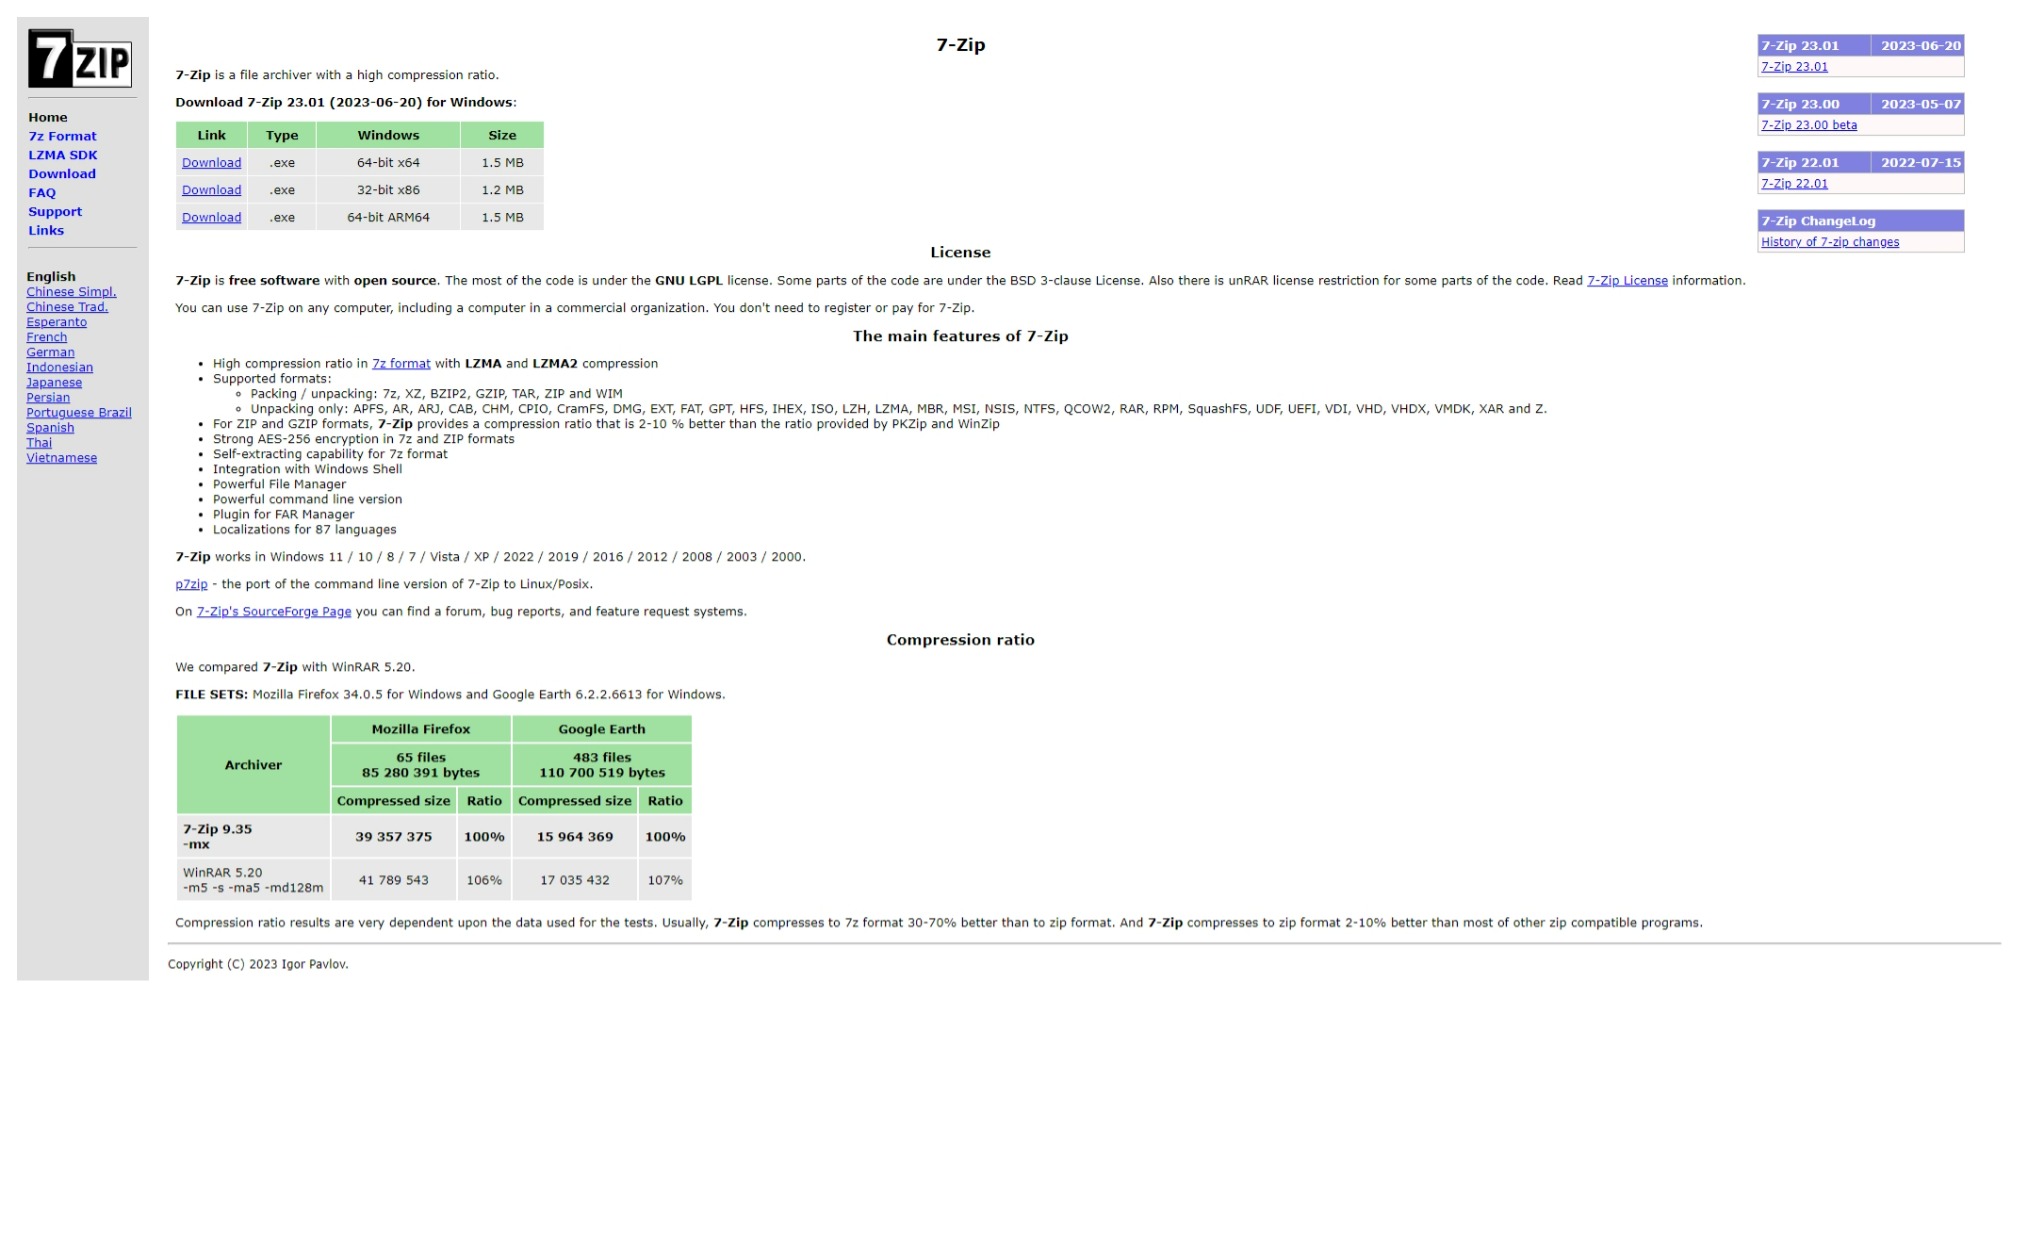 7ZIP
Home
7z Format
LZMA SDK
Download
FAQ
Support
Links
English
Chinese Simpl.
Chinese Trad.
Esperanto
French
German
Indonesian
Japanese
Persian
Portuguese Brazil
Spanish
Thai
Vietnamese
7-Zip
7-Zip is a file archiver with a high compression ratio.
Download 7-Zip 23.01 (2023-06-20) for Windows:
Link Type Windows Size
Download .exe 64-bit x64 1.5 MB
Download .exe 32-bit x86 1.2 MB
Download .exe 64-bit ARM64 1.5 MB
License
7-Zip is free software with open source. The most of the code is under the GNU LGPL license. Some parts of the code are under the BSD 3-clause License. Also there is unRAR license restriction for some parts of the code. Read 7-Zip License information.
You can use 7-Zip on any computer, including a computer in a commercial organization. You don't need to register or pay for 7-Zip.
The main features of 7-Zip
• High compression ratio in 7z format with LZMA and LZMA2 compression
• Supported formats:
◦ Packing / unpacking: 7z, XZ, BZIP2, GZIP, TAR, ZIP and WIM
◦ Unpacking only: APFS, AR, ARJ, CAB, CHM, CPIO, CramFS, DMG, EXT, FAT, GPT, HFS, IHEX, ISO, LZH, LZMA, MBR, MSI, NSIS, NTFS, QCOW2, RAR, RPM, SquashFS, UDF, UEFI, VDI, VHD, VHDX, VMDK, XAR and Z.
• For ZIP and GZIP formats, 7-Zip provides a compression ratio that is 2-10 % better than the ratio provided by PKZip and WinZip
• Strong AES-256 encryption in 7z and ZIP formats
• Self-extracting capability for 7z format
• Integration with Windows Shell
• Powerful File Manager
• Powerful command line version
• Plugin for FAR Manager
• Localizations for 87 languages
7-Zip works in Windows 11 / 10 / 8 / 7 / Vista / XP / 2022 / 2019 / 2016 / 2012 / 2008 / 2003 / 2000.
p7zip - the port of the command line version of 7-Zip to Linux/Posix.
On 7-Zip's SourceForge Page you can find a forum, bug reports, and feature request systems.
Compression ratio
We compared 7-Zip with WinRAR 5.20.
FILE SETS: Mozilla Firefox 34.0.5 for Windows and Google Earth 6.2.2.6613 for Windows.
Archiver Mozilla Firefox Google Earth
65 files 483 files
85 280 391 bytes 110 700 519 bytes
Compressed size Ratio Compressed size Ratio
7-Zip 9.35
-mx 39 357 375 100% 15 964 369 100%
WinRAR 5.20
-m5 -s -ma5 -md128m 41 789 543 106% 17 035 432 107%
Compression ratio results are very dependent upon the data used for the tests. Usually, 7-Zip compresses to 7z format 30-70% better than to zip format. And 7-Zip compresses to zip format 2-10% better than most of other zip compatible programs.
Copyright (C) 2023 Igor Pavlov.
7-Zip 23.01 2023-06-20
7-Zip 23.01
7-Zip 23.00 2023-05-07
7-Zip 23.00 beta
7-Zip 22.01 2022-07-15
7-Zip 22.01
7-Zip ChangeLog
History of 7-zip changes